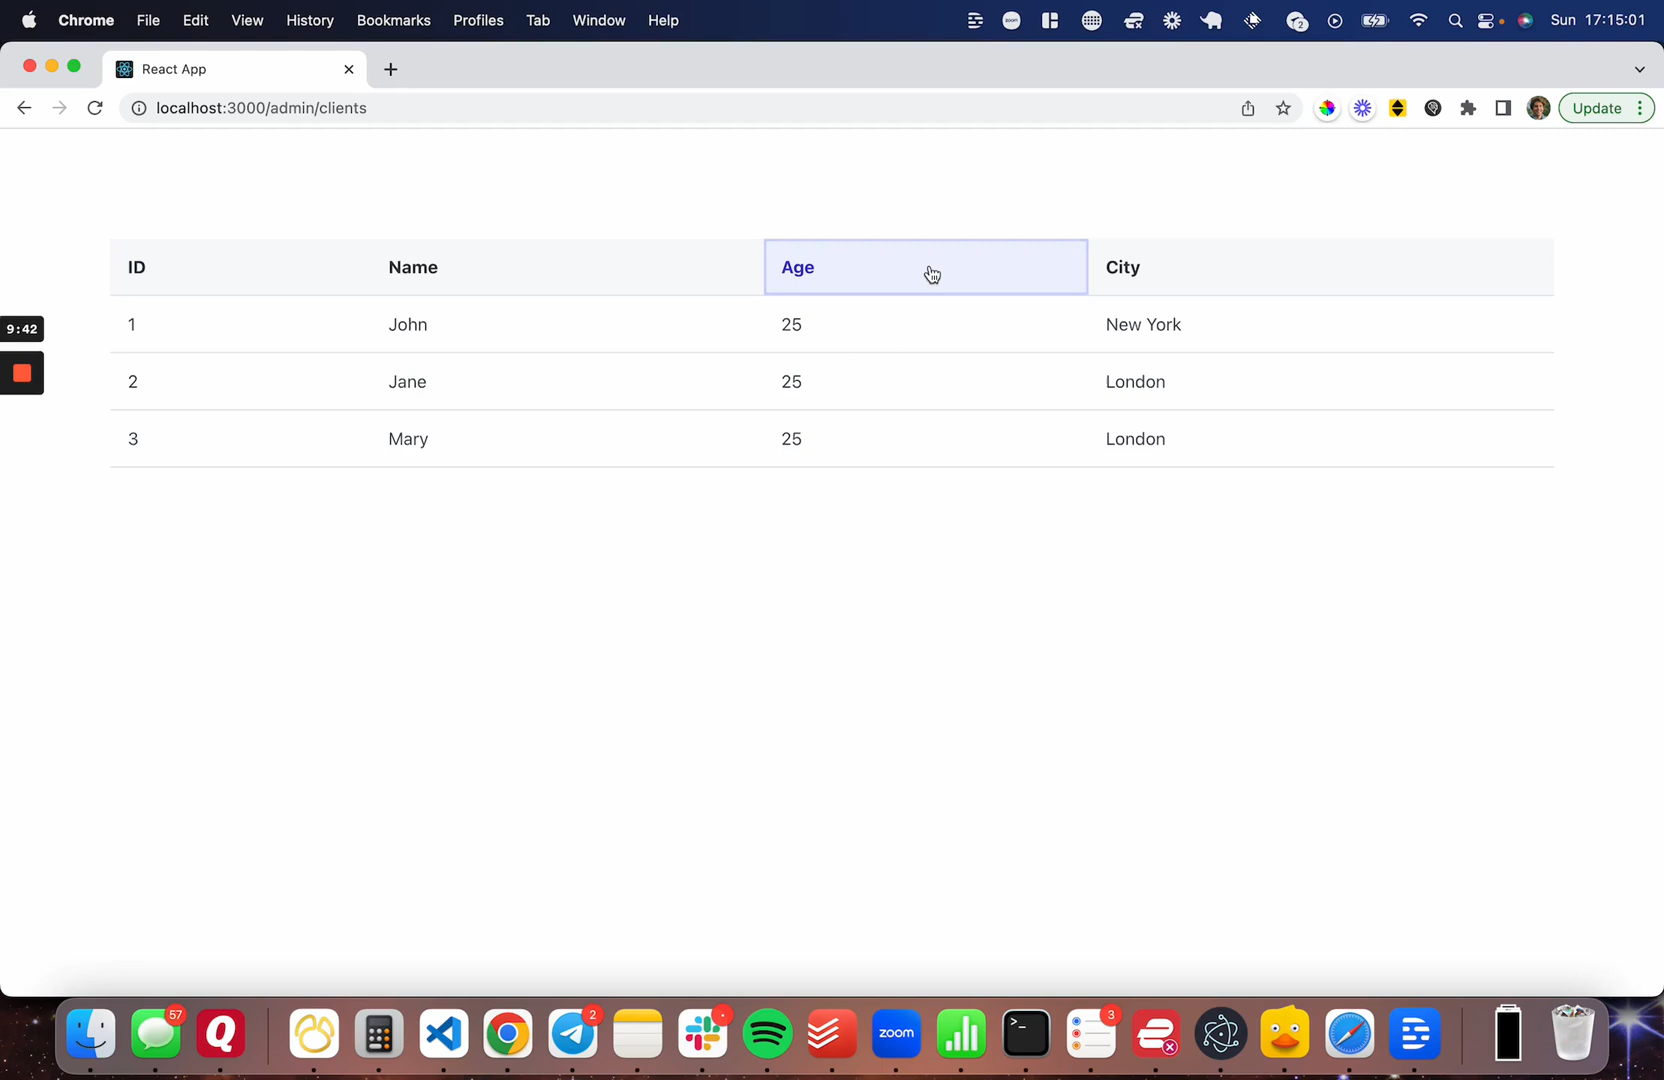 Chrome File Edit View History Bookmarks Profiles Tab Window Help zoom 2 Sun 17:15:01
React App
localhost:3000/admin/clients Update
ID Name Age City
1 John 25 New York
9:42
2 Jane 25 London
3 Mary 25 London
57 2 3
Q zoom >_